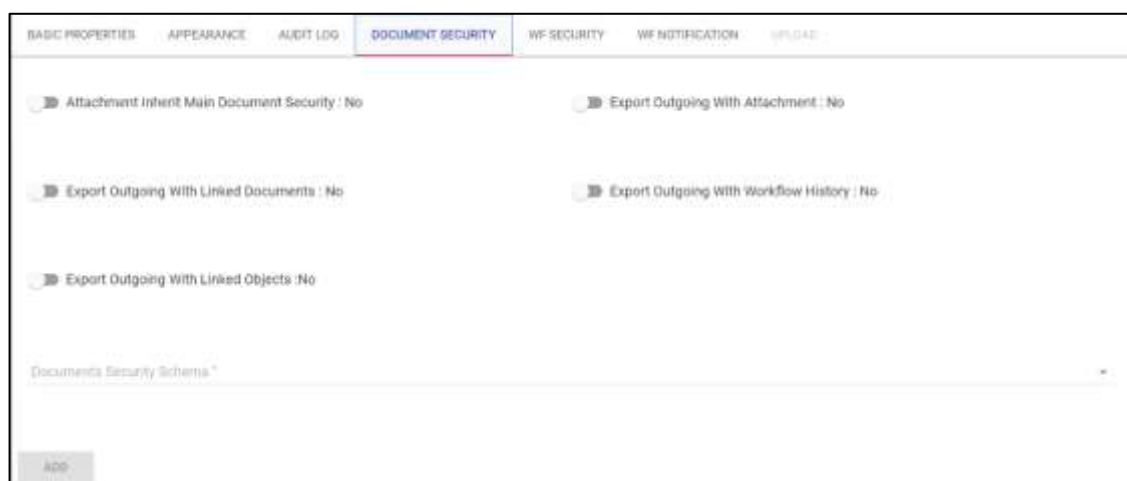 BASIC PROPERTIES APPEARANCE AUDIT LOG DOCUMENT SECURITY WF SECURITY WF NOTIFICATION UPLOAD
Attachment Inherit Main Document Security : No Export Outgoing With Attachment : No
Export Outgoing With Linked Documents : No Export Outgoing With Workflow History : No
Export Outgoing With Linked Objects :No
Documents Security Schema *
ADD